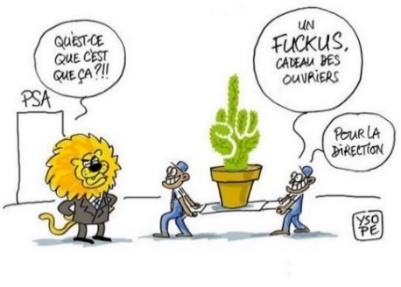 QU'EST-CE
QUE C'EST
QUE ÇA?!!
PSA
UN
FUCKUS,
CADEAU DES
OUVRIERS
POUR LA
DIRECTION
YSO
PE